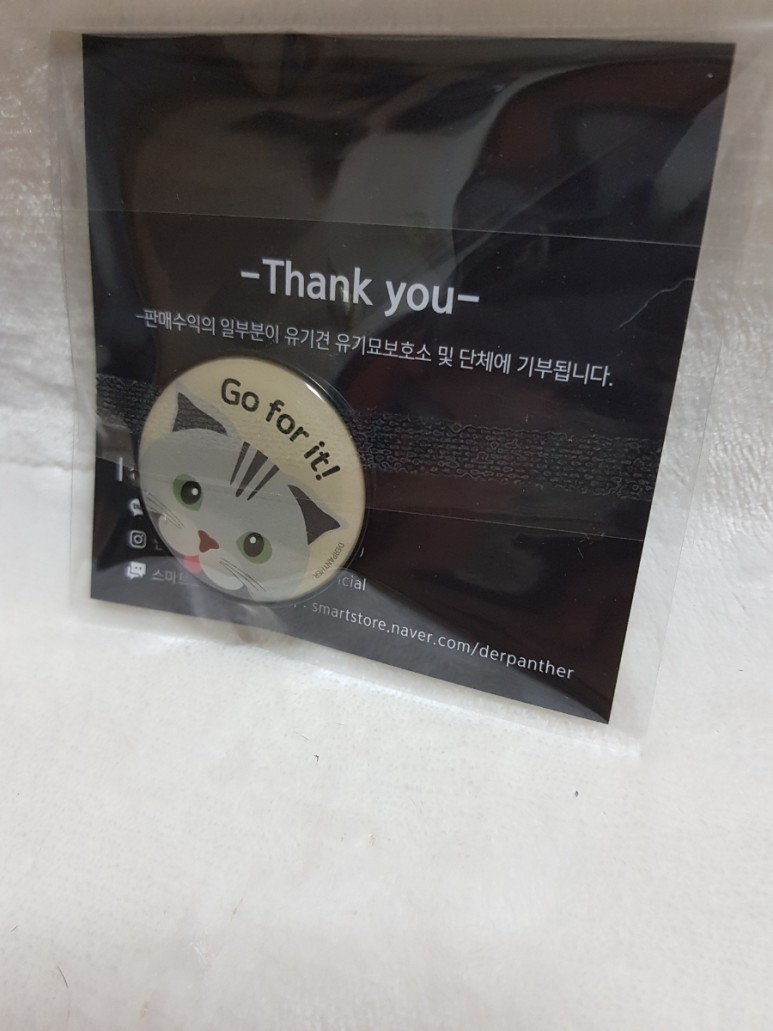 -Thank you-
-판매수익의 일부분이 유기견 유기묘보호소 및 단체에 기부됩니다.
Go for it!
DERPANTHER
smartstore.naver.com/derpanther